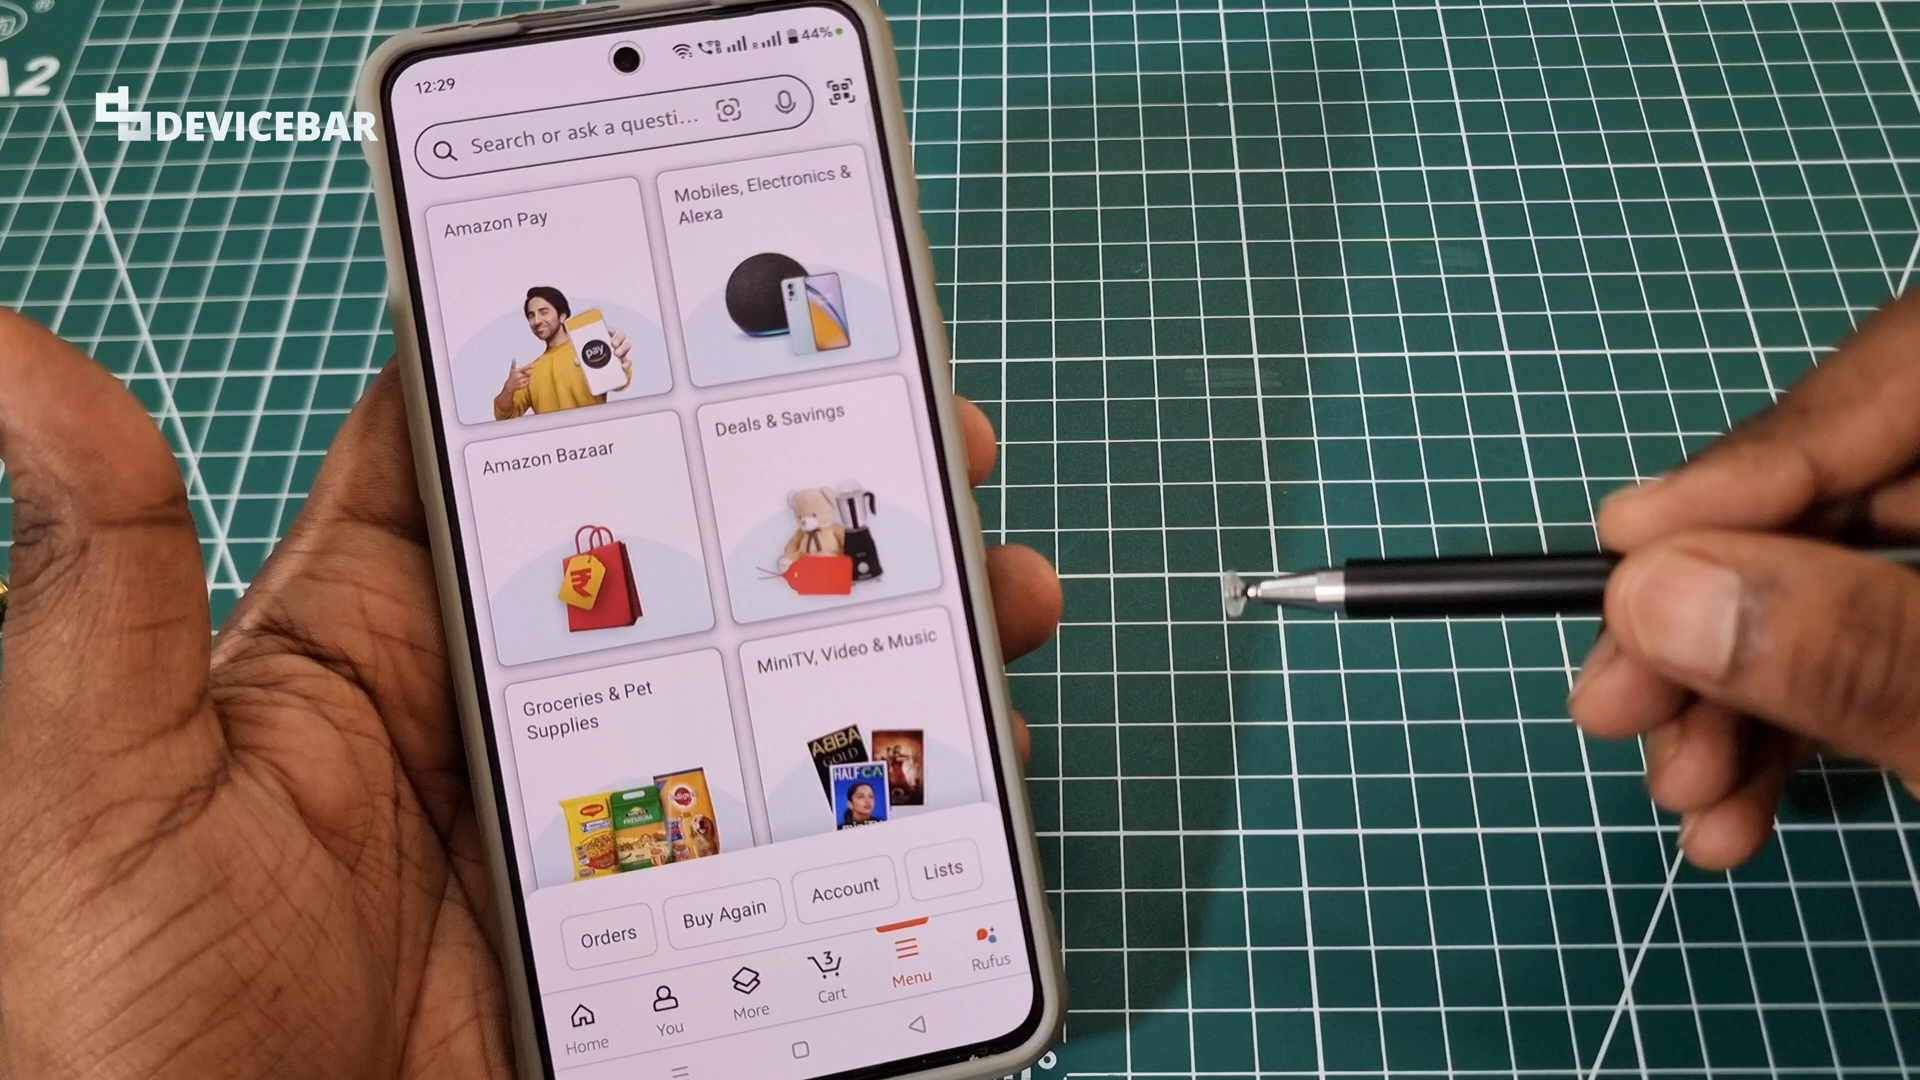 A2
DEVICEBAR
12:29
44%
Search or ask a questi...
Amazon Pay
pay
Mobiles, Electronics &
Alexa
Amazon Bazaar
₹
Deals & Savings
Groceries & Pet
Supplies
PREMIUM
MiniTV, Video & Music
ABBA
GOLD
HALF CA
Orders
Buy Again
Account
Lists
Home
You
More
3
Cart
Menu
Rufus